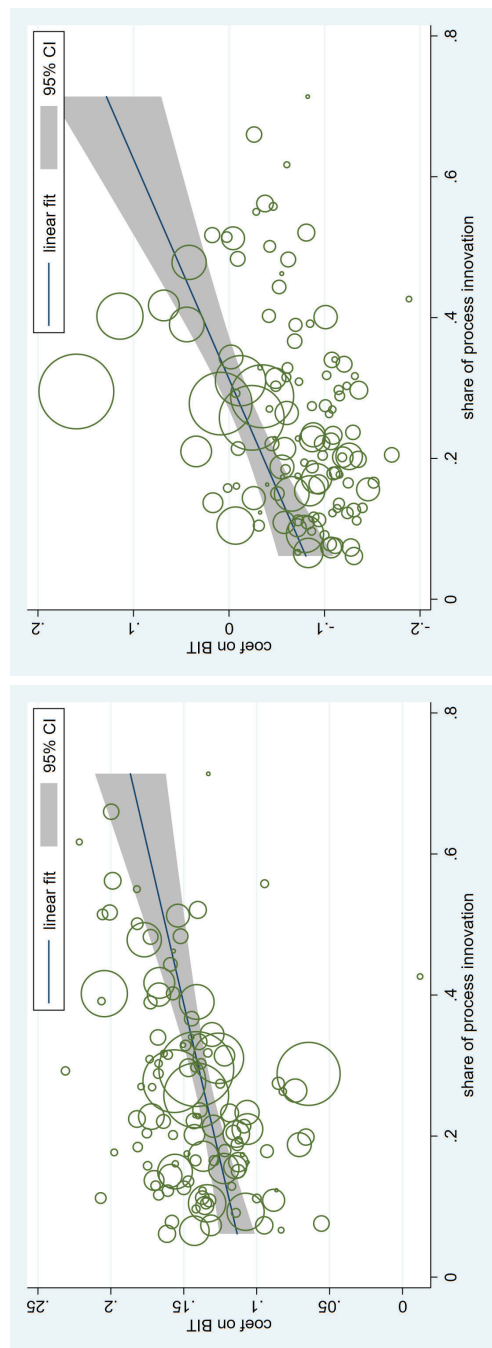 linear fit 95% CI
.25
.2
.15
.1
.05
0
coef on BIT
0 .2 .4 .6 .8
share of process innovation
linear fit 95% CI
.2
.1
0
-.1
-.2
coef on BIT
0 .2 .4 .6 .8
share of process innovation